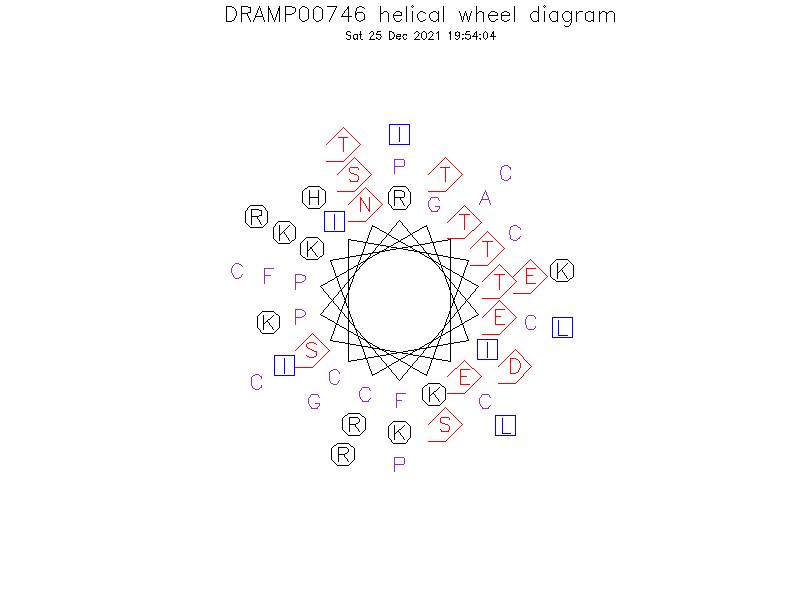 DRAMP00746 helical wheel diagram
Sat 25 Dec 2021 19:54:04
I
T
P
S T C
H R A
N G
R I T
K C
K T
C F E K
P T
K P E C L
S I
I D
C C E
G C F K C
R K S L
R
P